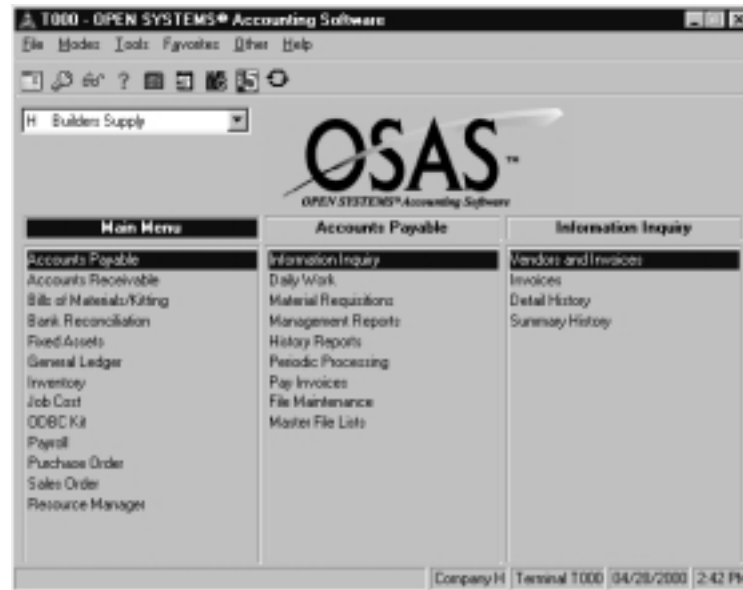 T000 - OPEN SYSTEMS® Accounting Software
File Modes Tools Favorites Other Help
H Builders Supply
OSAS™
OPEN SYSTEMS® Accounting Software
Main Menu
Accounts Payable
Information Inquiry
Accounts Payable
Accounts Receivable
Bills of Materials/Kitting
Bank Reconciliation
Fixed Assets
General Ledger
Inventory
Job Cost
ODBC Kit
Payroll
Purchase Order
Sales Order
Resource Manager
Information Inquiry
Daily Work
Material Requisitions
Management Reports
History Reports
Periodic Processing
Pay Invoices
File Maintenance
Master File Lists
Vendors and Invoices
Invoices
Detail History
Summary History
Company H Terminal T000 04/20/2000 2:42 PM